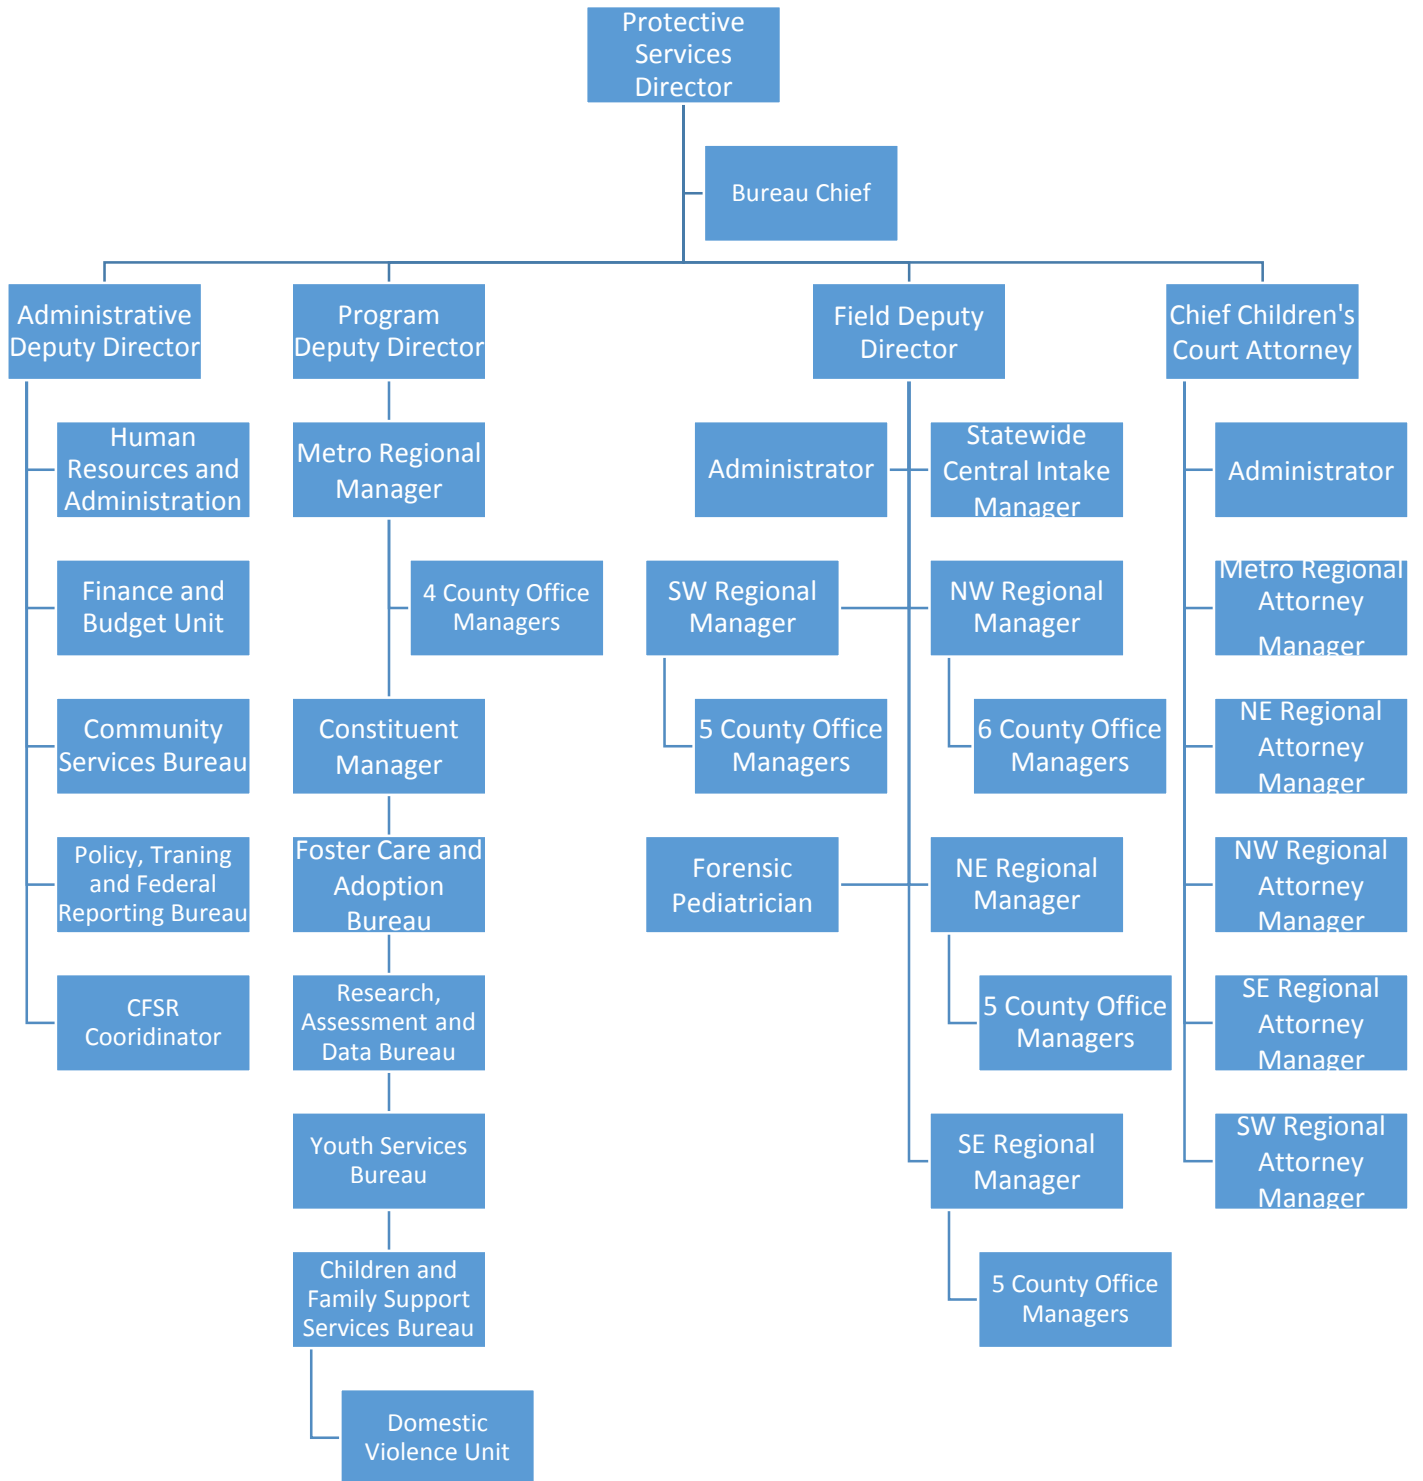 Protective
Services
Director
Bureau Chief
Administrative
Deputy Director
Program
Deputy Director
Field Deputy
Director
Chief Children's
Court Attorney
Human
Resources and
Administration
Metro Regional
Manager
Administrator
Statewide
Central Intake
Manager
Administrator
Finance and
Budget Unit
4 County Office
Managers
SW Regional
Manager
NW Regional
Manager
Metro Regional
Attorney
Manager
Community
Services Bureau
Constituent
Manager
5 County Office
Managers
6 County Office
Managers
NE Regional
Attorney
Manager
Policy, Traning
and Federal
Reporting Bureau
Foster Care and
Adoption
Bureau
Forensic
Pediatrician
NE Regional
Manager
NW Regional
Attorney
Manager
CFSR
Cooridinator
Research,
Assessment and
Data Bureau
5 County Office
Managers
SE Regional
Attorney
Manager
Youth Services
Bureau
SE Regional
Manager
SW Regional
Attorney
Manager
Children and
Family Support
Services Bureau
5 County Office
Managers
Domestic
Violence Unit